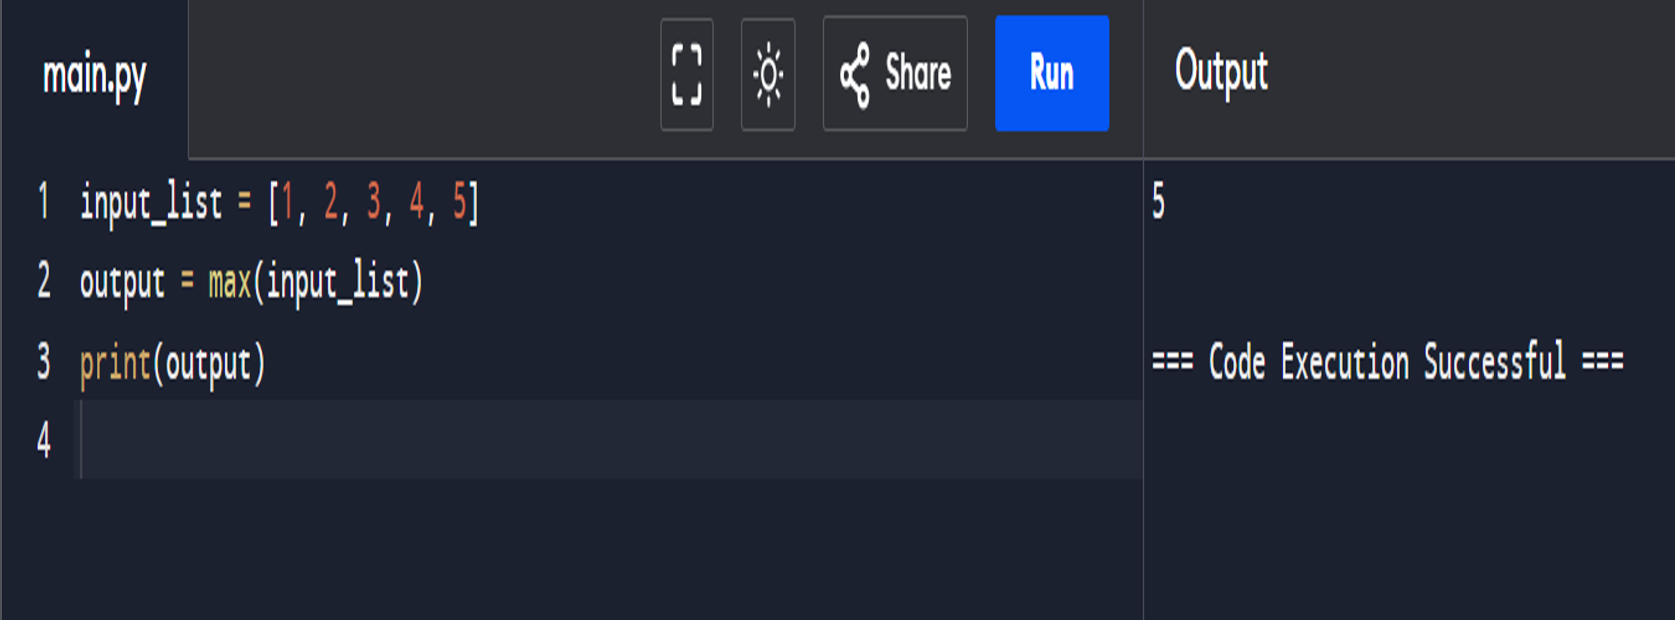 main.py Share Run Output
1 input_list = [1, 2, 3, 4, 5]
2 output = max(input_list)
3 print(output)
4
5
=== Code Execution Successful ===